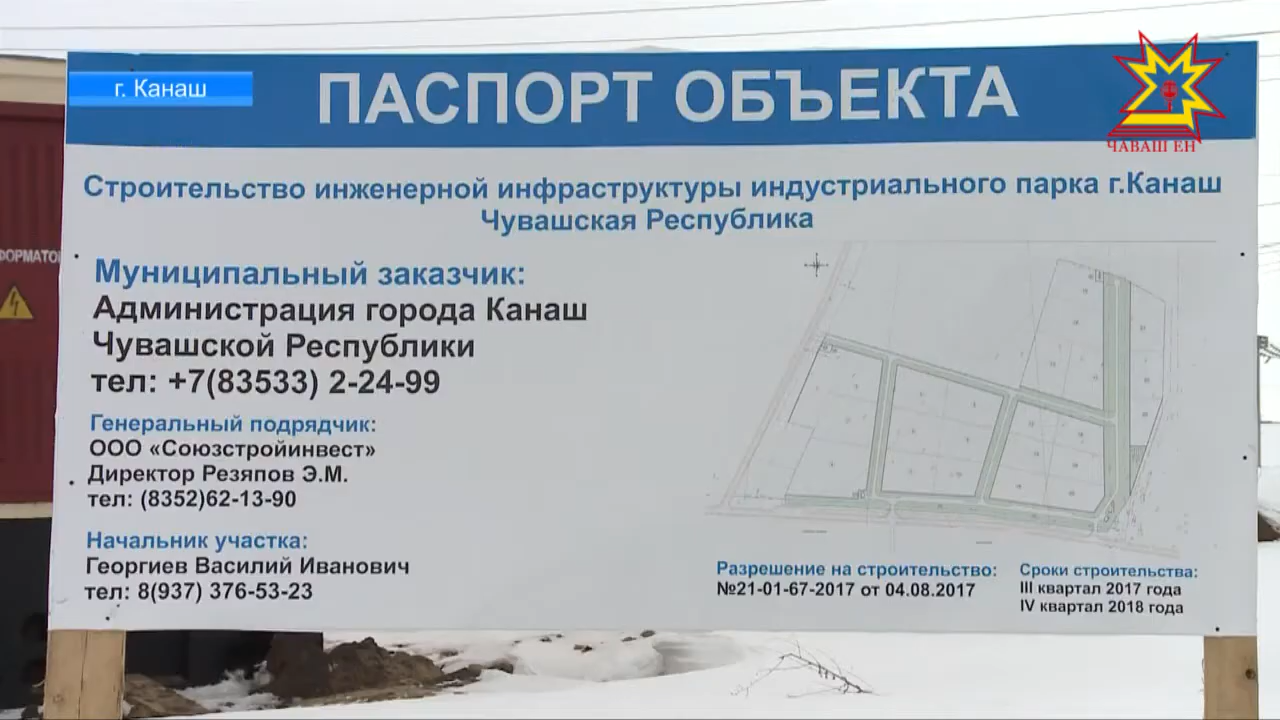 г. Канаш
ПАСПОРТ ОБЪЕКТА
ЧАВАШ ЕН
Строительство инженерной инфраструктуры индустриального парка г.Канаш
Чувашская Республика
Муниципальный заказчик:
Администрация города Канаш
Чувашской Республики
тел: +7(83533) 2-24-99
Генеральный подрядчик:
ООО «Союзстройинвест»
Директор Резяпов Э.М.
тел: (8352)62-13-90
Начальник участка:
Георгиев Василий Иванович
тел: 8(937) 376-53-23
Разрешение на строительство:
№21-01-67-2017 от 04.08.2017
Сроки строительства:
III квартал 2017 года
IV квартал 2018 года